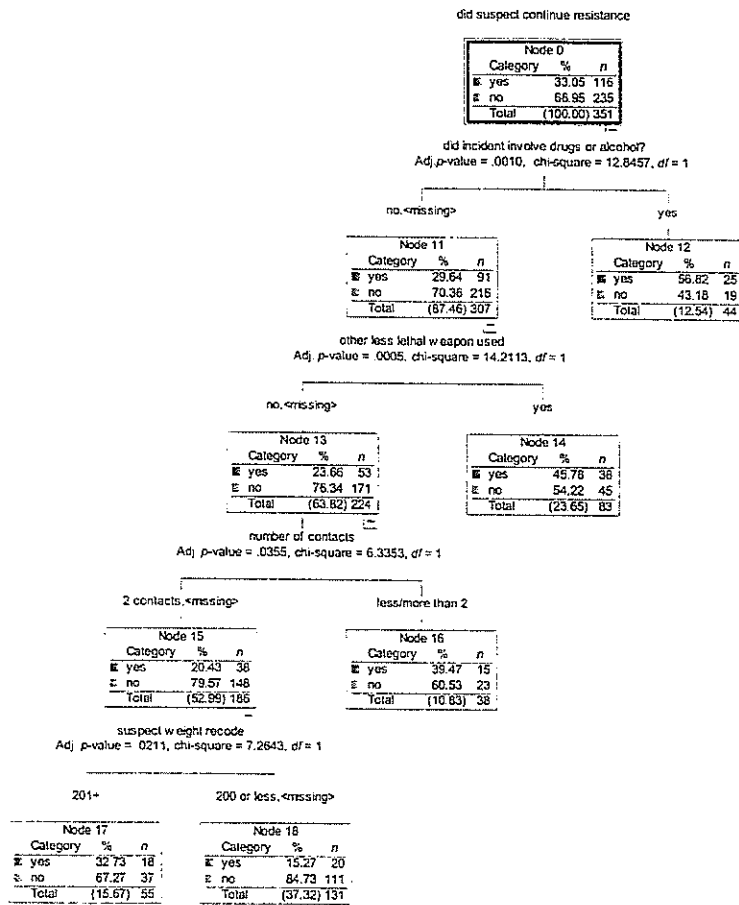 did suspect continue resistance
Node 0
Category % n
yes 33.05 116
no 66.95 235
Total (100.00) 351
did incident involve drugs or alcohol?
Adj. p-value = .0010, chi-square = 12.8457, df = 1
no,<missing> yes
Node 11 Node 12
Category % n Category % n
yes 29.64 91 yes 56.82 25
no 70.36 216 no 43.18 19
Total (87.46) 307 Total (12.54) 44
other less lethal weapon used
Adj. p-value = .0005, chi-square = 14.2113, df = 1
no,<missing> yes
Node 13 Node 14
Category % n Category % n
yes 23.66 53 yes 45.78 38
no 76.34 171 no 54.22 45
Total (63.82) 224 Total (23.65) 83
number of contacts
Adj p-value = .0355, chi-square = 6.3353, df = 1
2 contacts,<missing> less/more than 2
Node 15 Node 16
Category % n Category % n
yes 20.43 38 yes 39.47 15
no 79.57 148 no 60.53 23
Total (52.99) 186 Total (10.83) 38
suspect weight recode
Adj p-value = .0211, chi-square = 7.2643, df = 1
201+ 200 or less,<missing>
Node 17 Node 18
Category % n Category % n
yes 32.73 18 yes 15.27 20
no 67.27 37 no 84.73 111
Total (15.67) 55 Total (37.32) 131